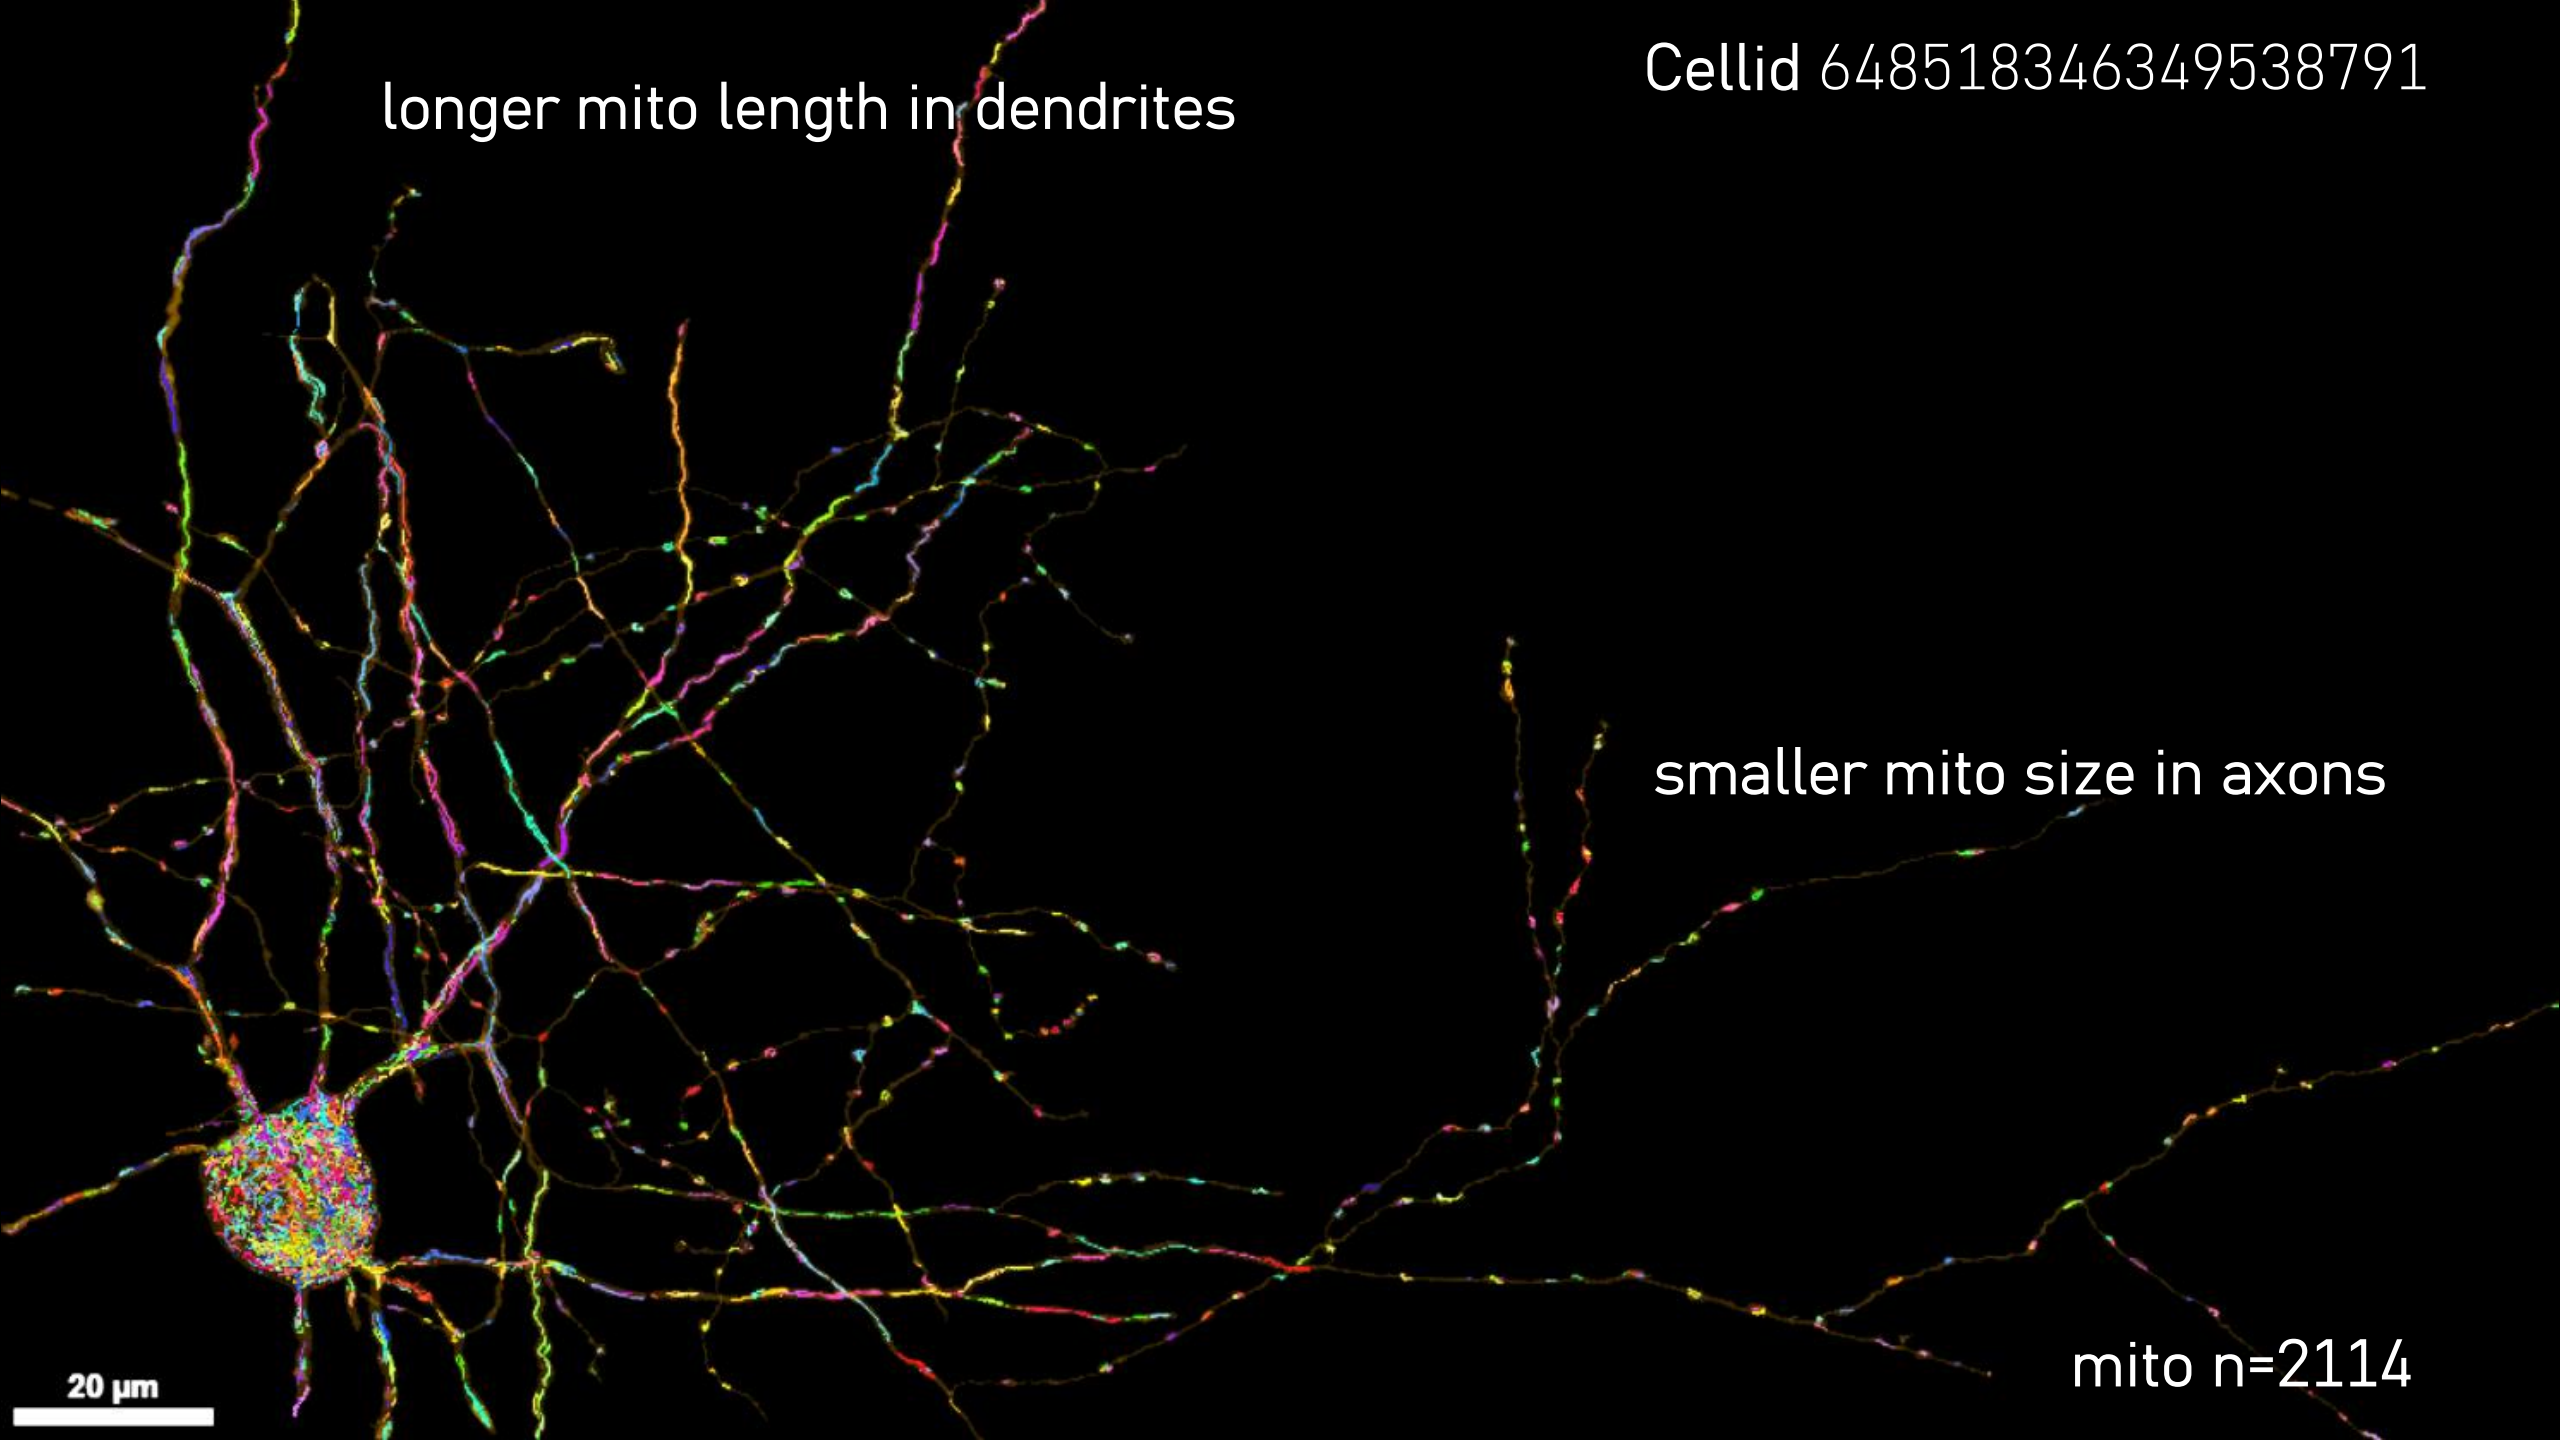 Cellid 648518346349538791
longer mito length in dendrites
smaller mito size in axons
mito n=2114
20 µm